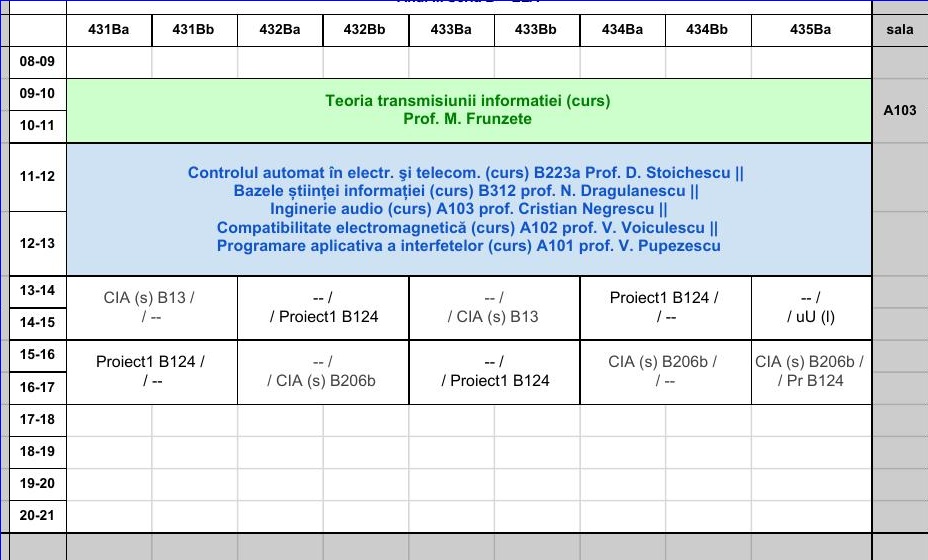 431Ba 431Bb 432Ba 432Bb 433Ba 433Bb 434Ba 434Bb 435Ba sala
08-09
09-10
10-11
Teoria transmisiunii informatiei (curs)
Prof. M. Frunzete
A103
11-12
12-13
Controlul automat în electr. şi telecom. (curs) B223a Prof. D. Stoichescu ||
Bazele științei informației (curs) B312 prof. N. Dragulanescu ||
Inginerie audio (curs) A103 prof. Cristian Negrescu ||
Compatibilitate electromagnetică (curs) A102 prof. V. Voiculescu ||
Programare aplicativa a interfetelor (curs) A101 prof. V. Pupezescu
13-14
14-15
CIA (s) B13 /
/ --
-- /
/ Proiect1 B124
-- /
/ CIA (s) B13
Proiect1 B124 /
/ --
-- /
/ uU (l)
15-16
16-17
Proiect1 B124 /
/ --
-- /
/ CIA (s) B206b
-- /
/ Proiect1 B124
CIA (s) B206b /
/ --
CIA (s) B206b /
/ Pr B124
17-18
18-19
19-20
20-21